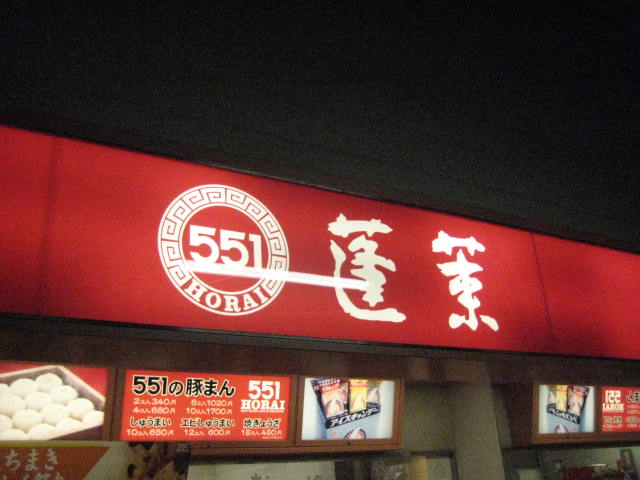 551
HORAI
蓬莱
551の豚まん
551
HORAI
2コ入 340円 6コ入 1020円
4コ入 680円 10コ入 1700円
しゅうまい エビしゅうまい 焼ぎょうざ
10コ入 650円 12コ入 600円 15コ入 450円
アイスキャンデー
551
HORAI
ちまき